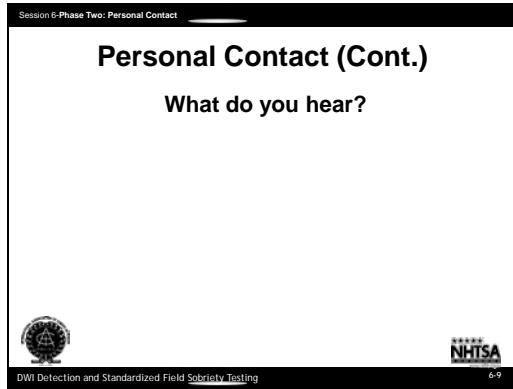 Session 6-Phase Two: Personal Contact
Personal Contact (Cont.)
What do you hear?
NHTSA
DWI Detection and Standardized Field Sobriety Testing
6-9